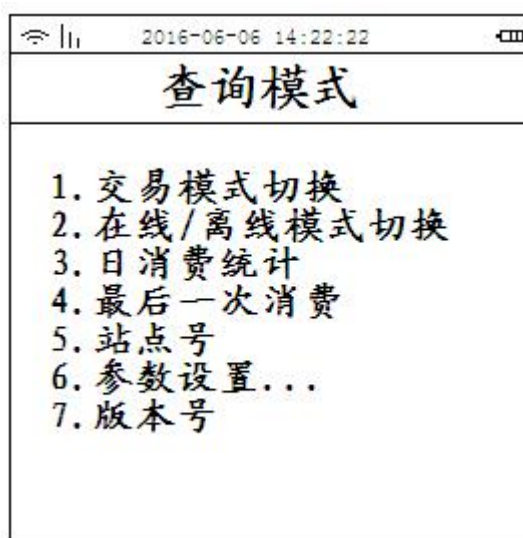 2016-06-06 14:22:22
查询模式
1.交易模式切换
2.在线/离线模式切换
3.日消费统计
4.最后一次消费
5.站点号
6.参数设置...
7.版本号